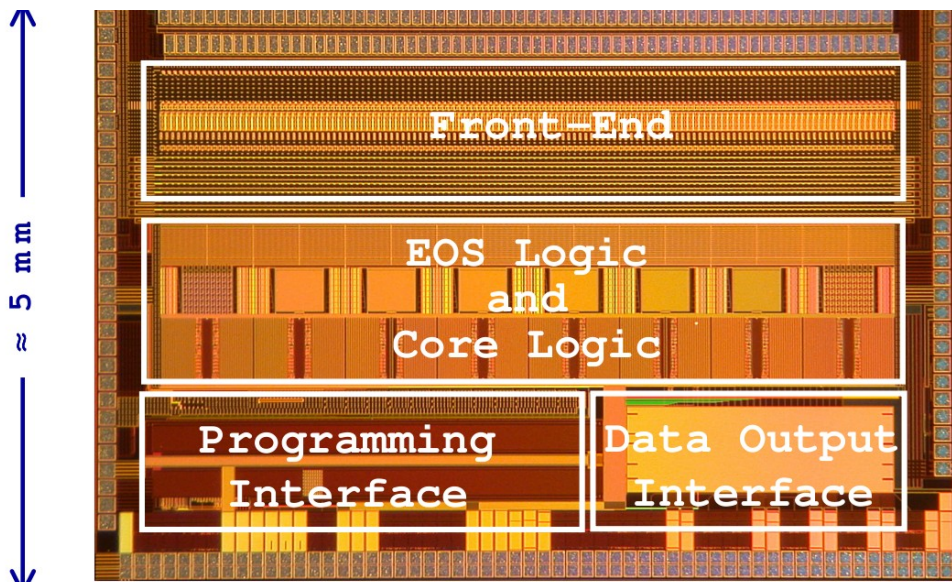 ≈ 5 mm
Front-End
EOS Logic
and
Core Logic
Programming
Interface
Data Output
Interface